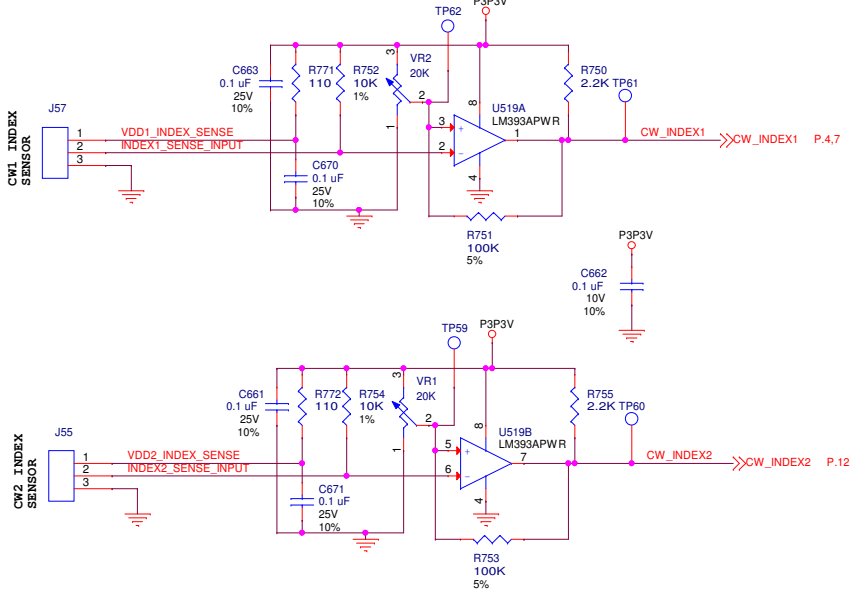 TP62
P3P3V
VR2
20K
3
2
1
C663
0.1 uF
25V
10%
R771
110
R752
10K
1%
R750
2.2K
TP61
U519A
LM393APWR
8
3
+
2
-
1
4
J57
CW1 INDEX
SENSOR
1
2
3
VDD1_INDEX_SENSE
INDEX1_SENSE_INPUT
CW_INDEX1
CW_INDEX1 P.4,7
C670
0.1 uF
25V
10%
R751
100K
5%
P3P3V
C662
0.1 uF
10V
10%
TP59
P3P3V
VR1
20K
3
2
1
C661
0.1 uF
25V
10%
R772
110
R754
10K
1%
R755
2.2K
TP60
U519B
LM393APWR
8
5
+
6
-
7
4
J55
CW2 INDEX
SENSOR
1
2
3
VDD2_INDEX_SENSE
INDEX2_SENSE_INPUT
CW_INDEX2
CW_INDEX2 P.12
C671
0.1 uF
25V
10%
R753
100K
5%